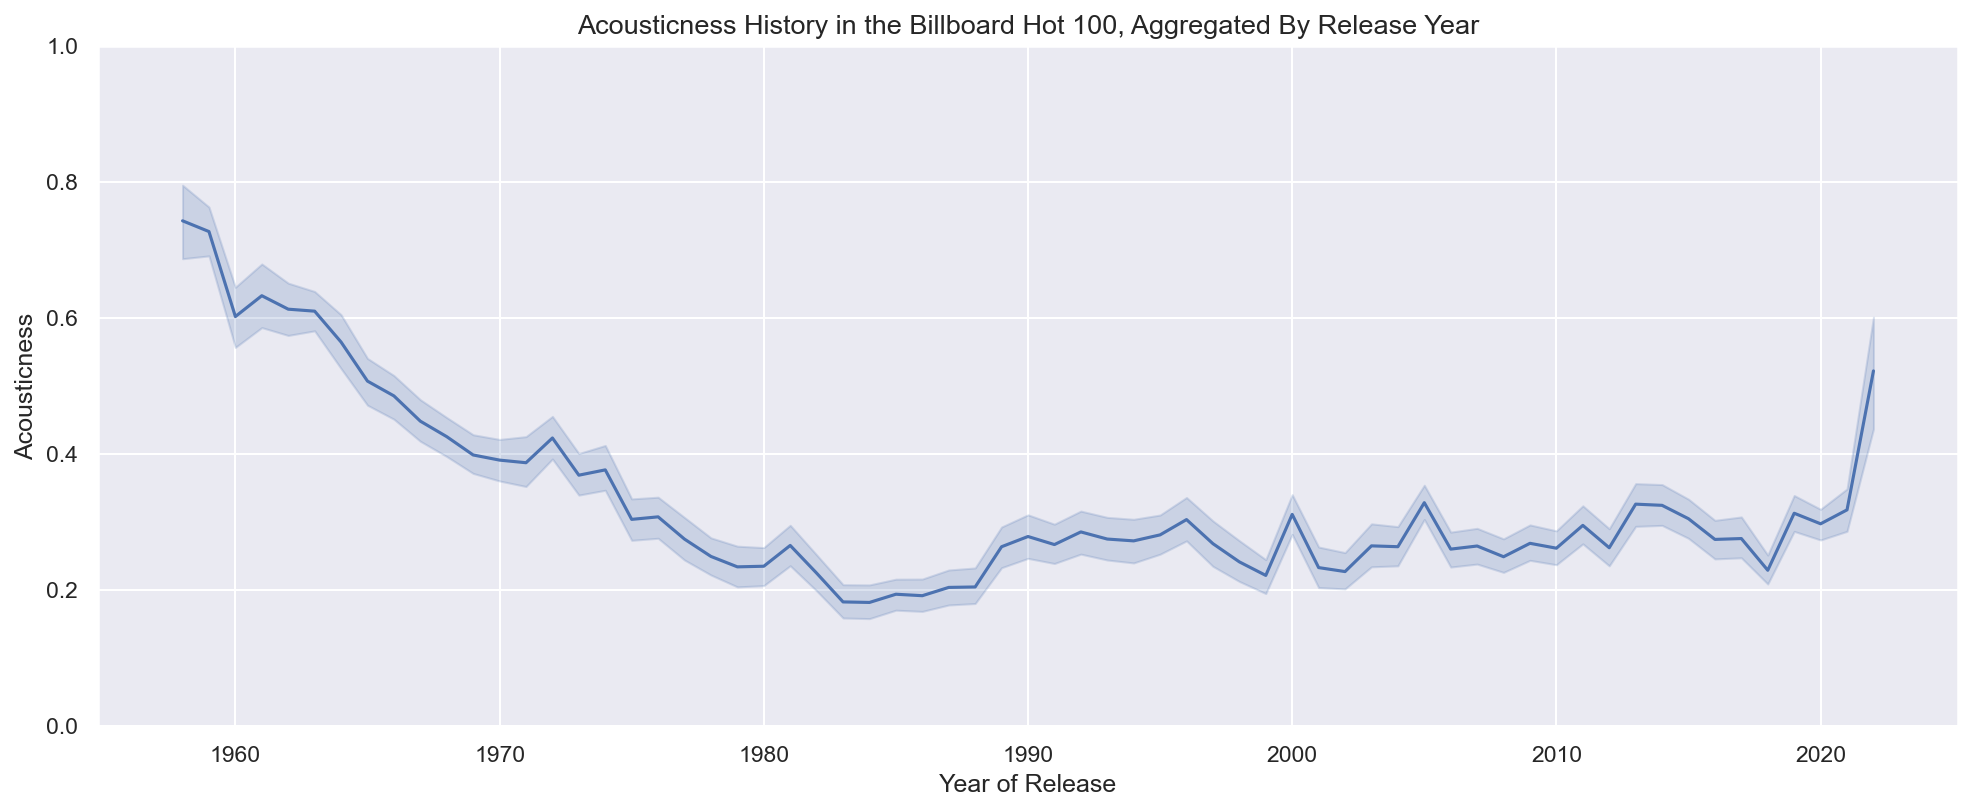 Acousticness History in the Billboard Hot 100, Aggregated By Release Year
1.0
0.8
0.6
0.4
0.2
0.0
Acousticness
1960 1970 1980 1990 2000 2010 2020
Year of Release